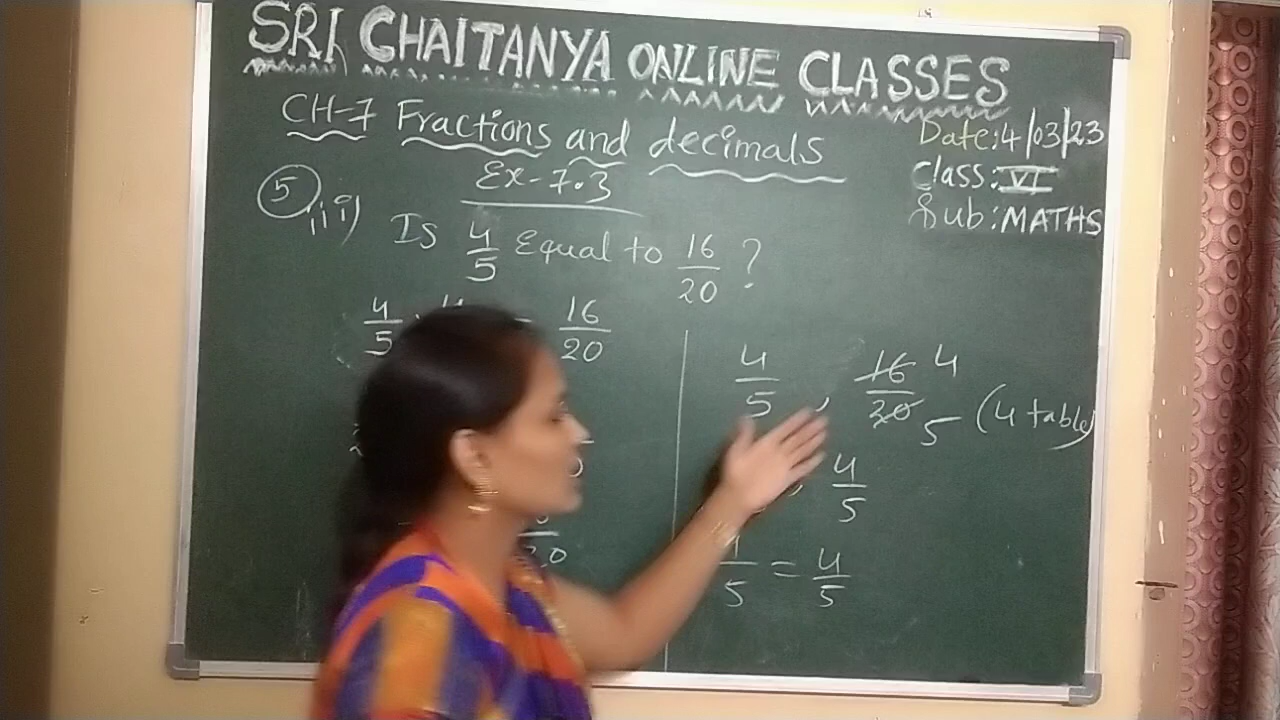 SRI CHAITANYA ONLINE CLASSES
CH-7 Fractions and decimals
Date: 4/03/23
Class: VI
Sub: MATHS
Ex-7.3
5 iii) Is 4/5 Equal to 16/20 ?
4/5 = 16/20
4/5 , 16/20 4 5 (4 table)
, 4/5
5 = 4/5